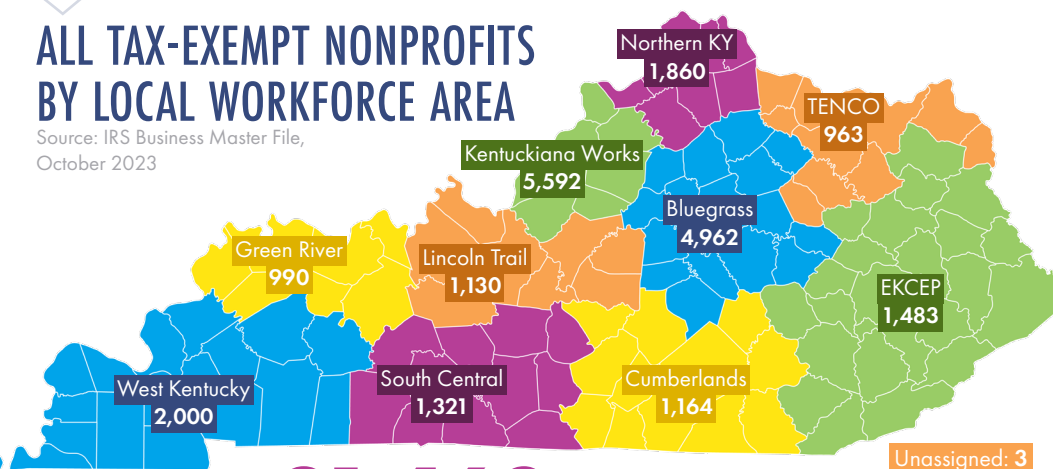 ALL TAX-EXEMPT NONPROFITS
BY LOCAL WORKFORCE AREA
Source: IRS Business Master File,
October 2023
Northern KY
1,860
TENCO
963
Kentuckiana Works
5,592
Bluegrass
4,962
Green River
990
Lincoln Trail
1,130
EKCEP
1,483
West Kentucky
2,000
South Central
1,321
Cumberlands
1,164
Unassigned: 3